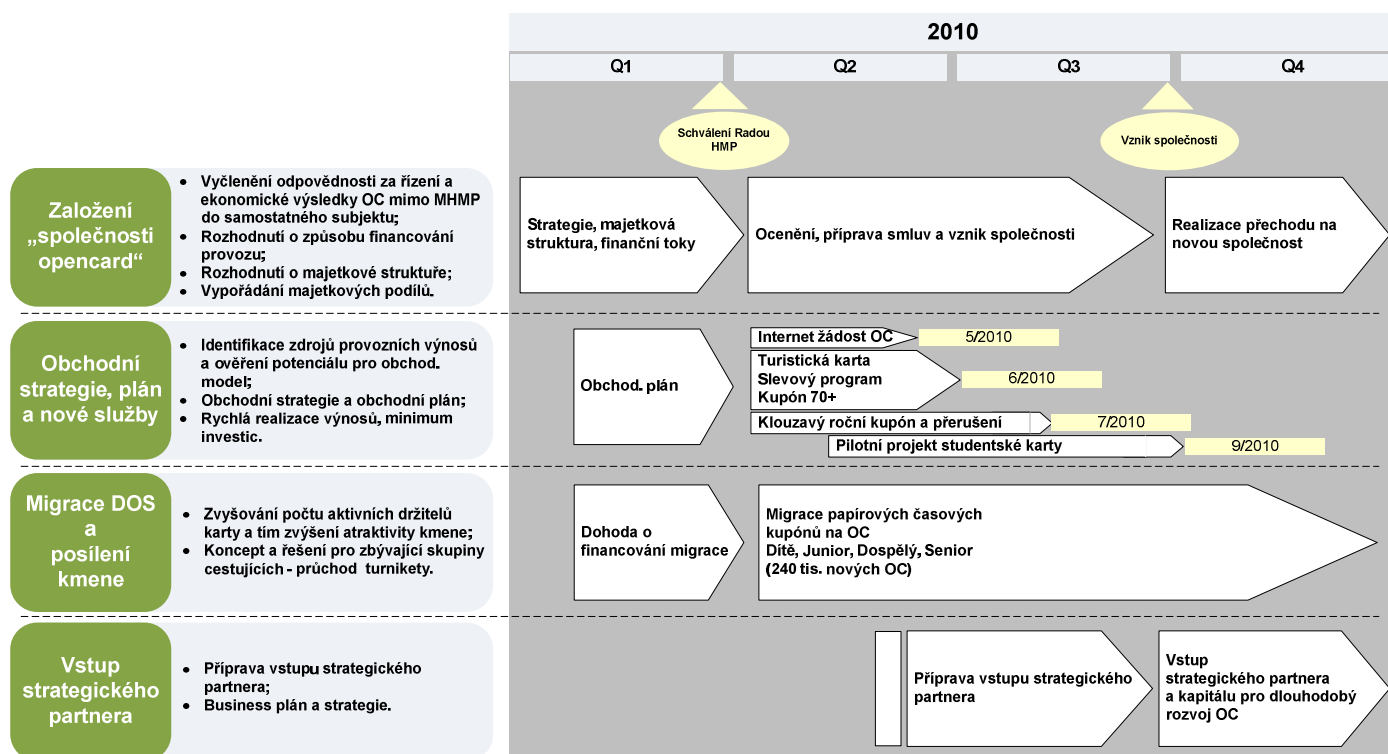 2010
Q1
Q2
Q3
Q4
Schválení Radou
HMP
Vznik společnosti
Založení
„společnosti
opencard“
• Vyčlenění odpovědnosti za řízení a
ekonomické výsledky OC mimo MHMP
do samostatného subjektu;
• Rozhodnutí o způsobu financování
provozu;
• Rozhodnutí o majetkové struktuře;
• Vypořádání majetkových podílů.
Strategie, majetková
struktura, finanční toky
Ocenění, příprava smluv a vznik společnosti
Realizace přechodu na
novou společnost
Obchodní
strategie, plán
a nové služby
• Identifikace zdrojů provozních výnosů
a ověření potenciálu pro obchod.
model;
• Obchodní strategie a obchodní plán;
• Rychlá realizace výnosů, minimum
investic.
Obchod. plán
Internet žádost OC
5/2010
Turistická karta
Slevový program
Kupón 70+
6/2010
Klouzavý roční kupón a přerušení
7/2010
Pilotní projekt studentské karty
9/2010
Migrace DOS
a
posílení
kmene
• Zvyšování počtu aktivních držitelů
karty a tím zvýšení atraktivity kmene;
• Koncept a řešení pro zbývající skupiny
cestujících - průchod turnikety.
Dohoda o
financování migrace
Migrace papírových časových
kupónů na OC
Dítě, Junior, Dospělý, Senior
(240 tis. nových OC)
Vstup
strategického
partnera
• Příprava vstupu strategického
partnera;
• Business plán a strategie.
Příprava vstupu strategického
partnera
Vstup
strategického partnera
a kapitálu pro dlouhodobý
rozvoj OC